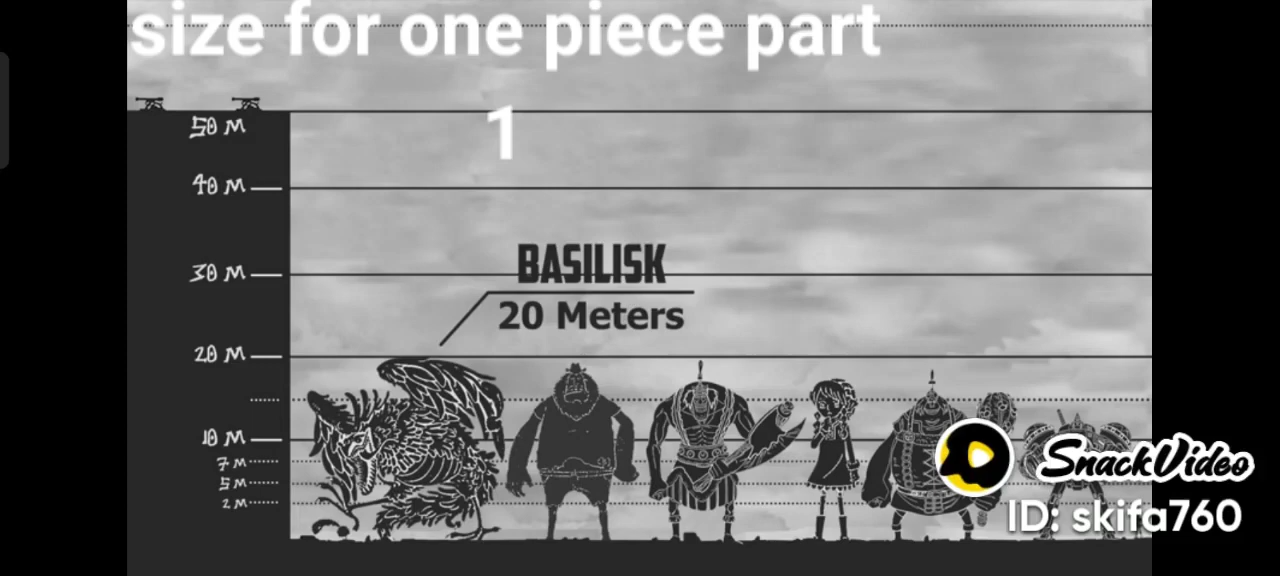 size for one piece part
1
50 M
40 M
30 M
20 M
10 M
7 M
5 M
2 M
BASILISK
20 Meters
SnackVideo
ID: skifa760